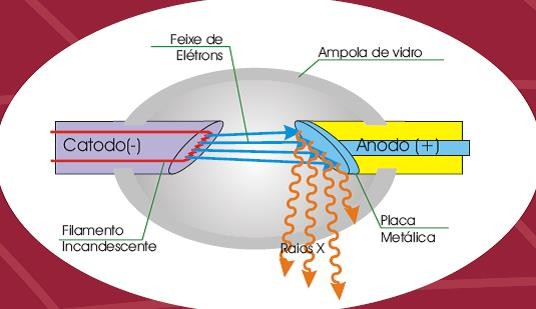 Feixe de
Elétrons
Ampola de vidro
Catodo(-)
Anodo (+)
Filamento
Incandescente
Raios X
Placa
Metálica